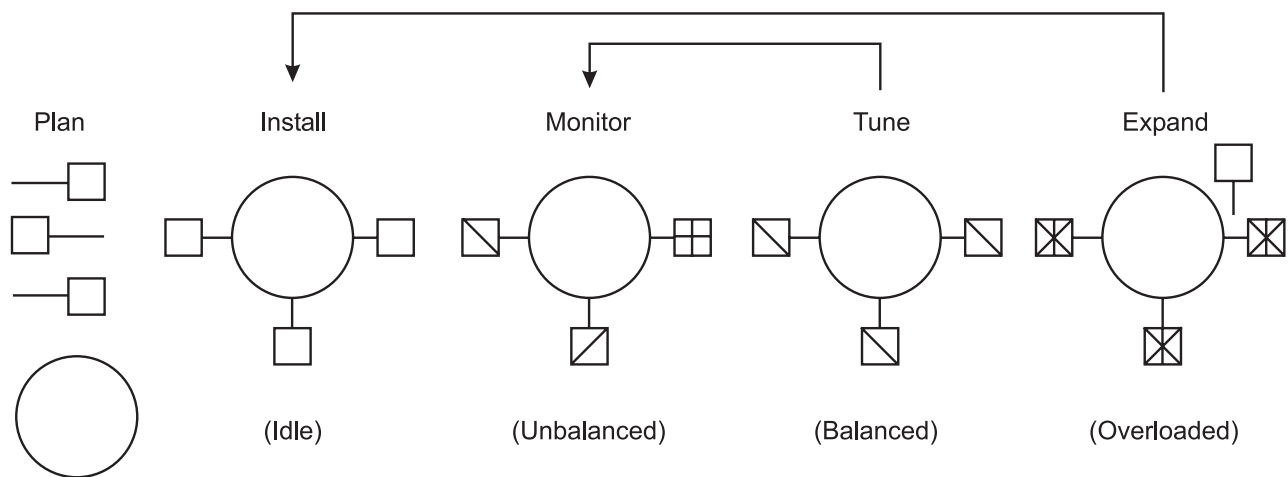 Plan
Install
Monitor
Tune
Expand
(Idle)
(Unbalanced)
(Balanced)
(Overloaded)